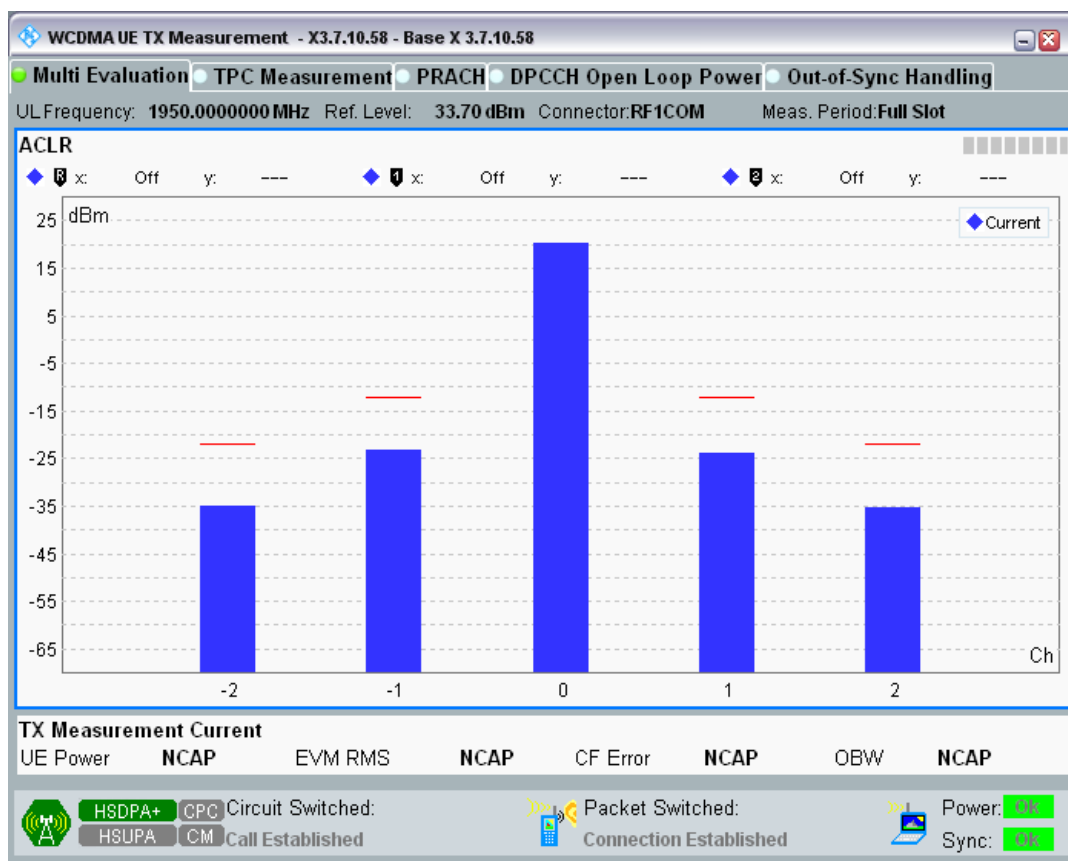 WCDMA UE TX Measurement - X3.7.10.58 - Base X 3.7.10.58
Multi Evaluation TPC Measurement PRACH DPCCH Open Loop Power Out-of-Sync Handling
UL Frequency: 1950.0000000 MHz Ref. Level: 33.70 dBm Connector:RF1COM Meas. Period:Full Slot
ACLR
R x: Off y: --- 1 x: Off y: --- 2 x: Off y: ---
dBm
Current
25
15
5
-5
-15
-25
-35
-45
-55
-65
Ch
-2 -1 0 1 2
TX Measurement Current
UE Power NCAP EVM RMS NCAP CF Error NCAP OBW NCAP
HSDPA+ CPC Circuit Switched: Packet Switched: Power: Ok
HSUPA CM Call Established Connection Established Sync: Ok